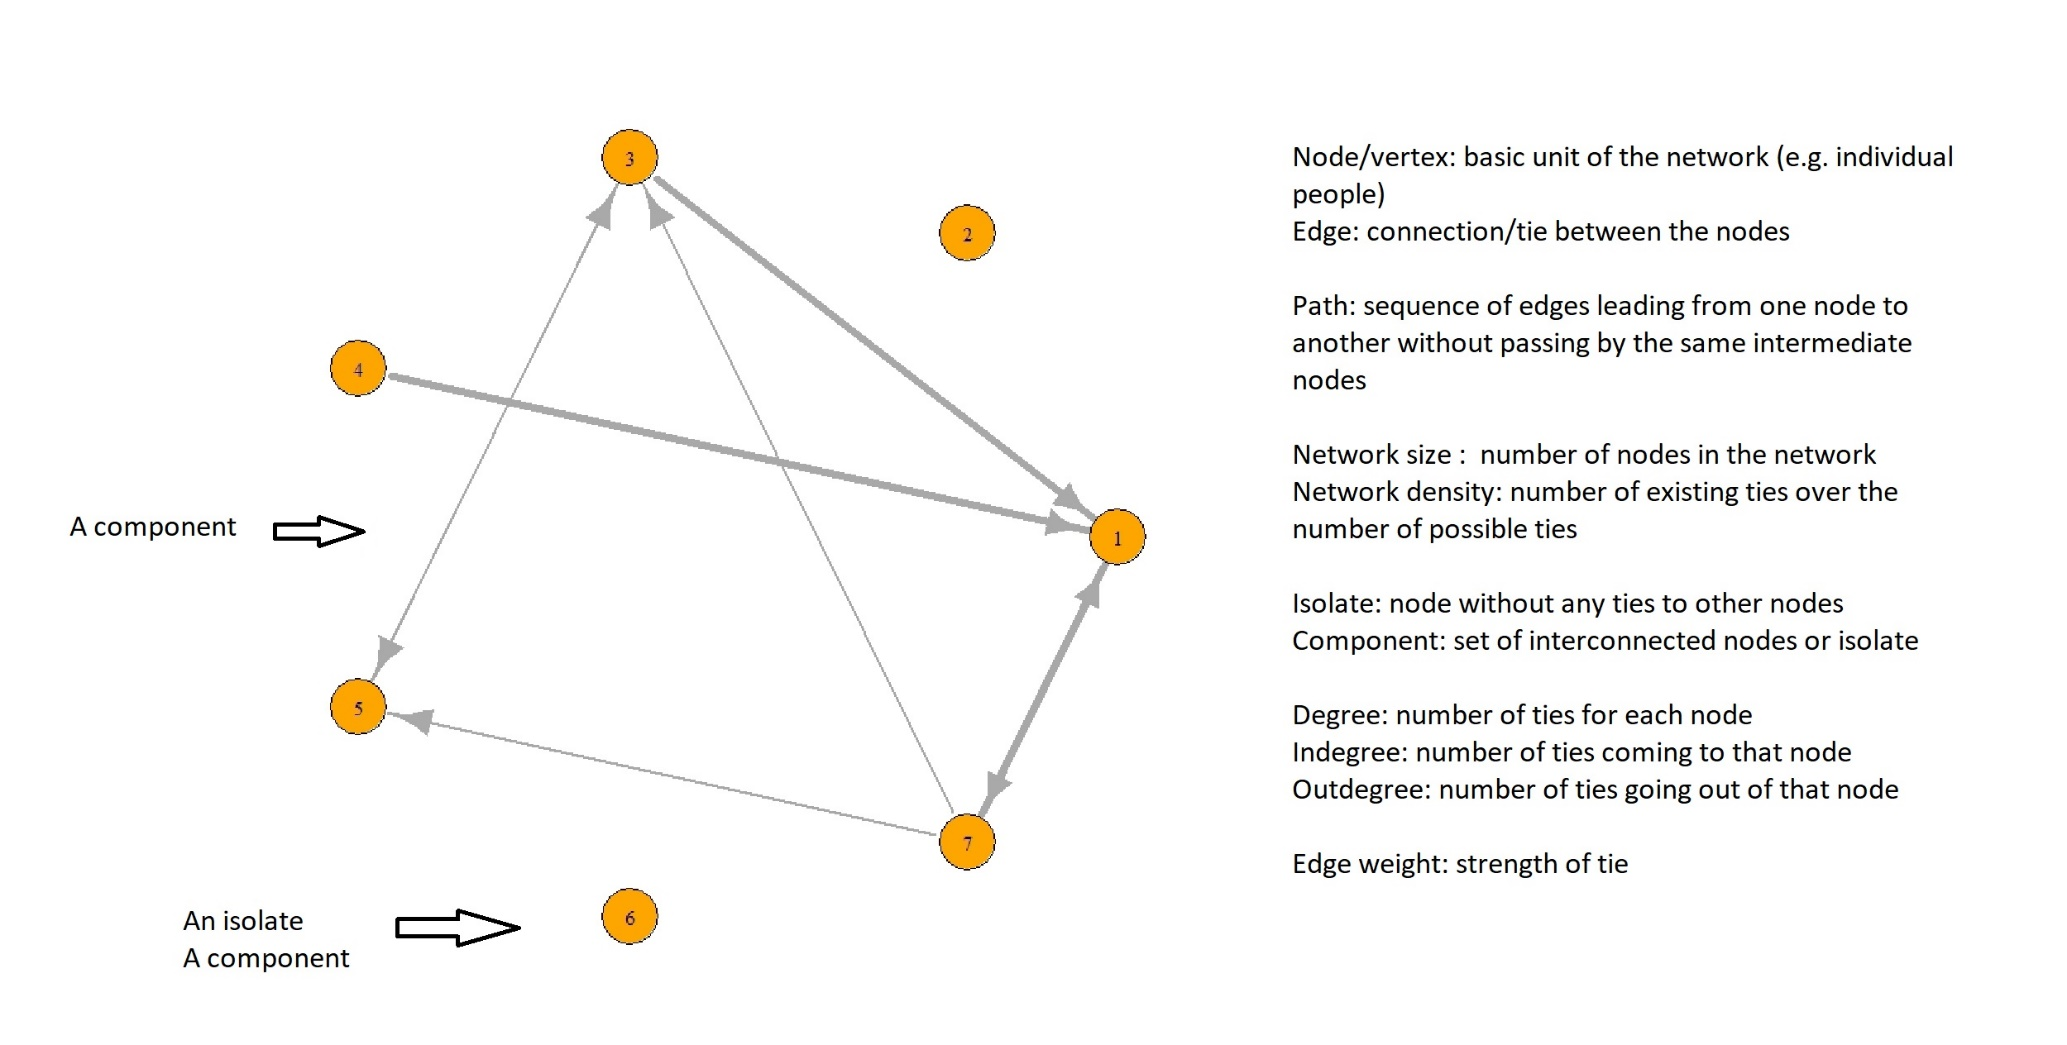 3
2
4
1
5
7
6
A component
An isolate
A component
Node/vertex: basic unit of the network (e.g. individual
people)
Edge: connection/tie between the nodes
Path: sequence of edges leading from one node to
another without passing by the same intermediate
nodes
Network size :  number of nodes in the network
Network density: number of existing ties over the
number of possible ties
Isolate: node without any ties to other nodes
Component: set of interconnected nodes or isolate
Degree: number of ties for each node
Indegree: number of ties coming to that node
Outdegree: number of ties going out of that node
Edge weight: strength of tie